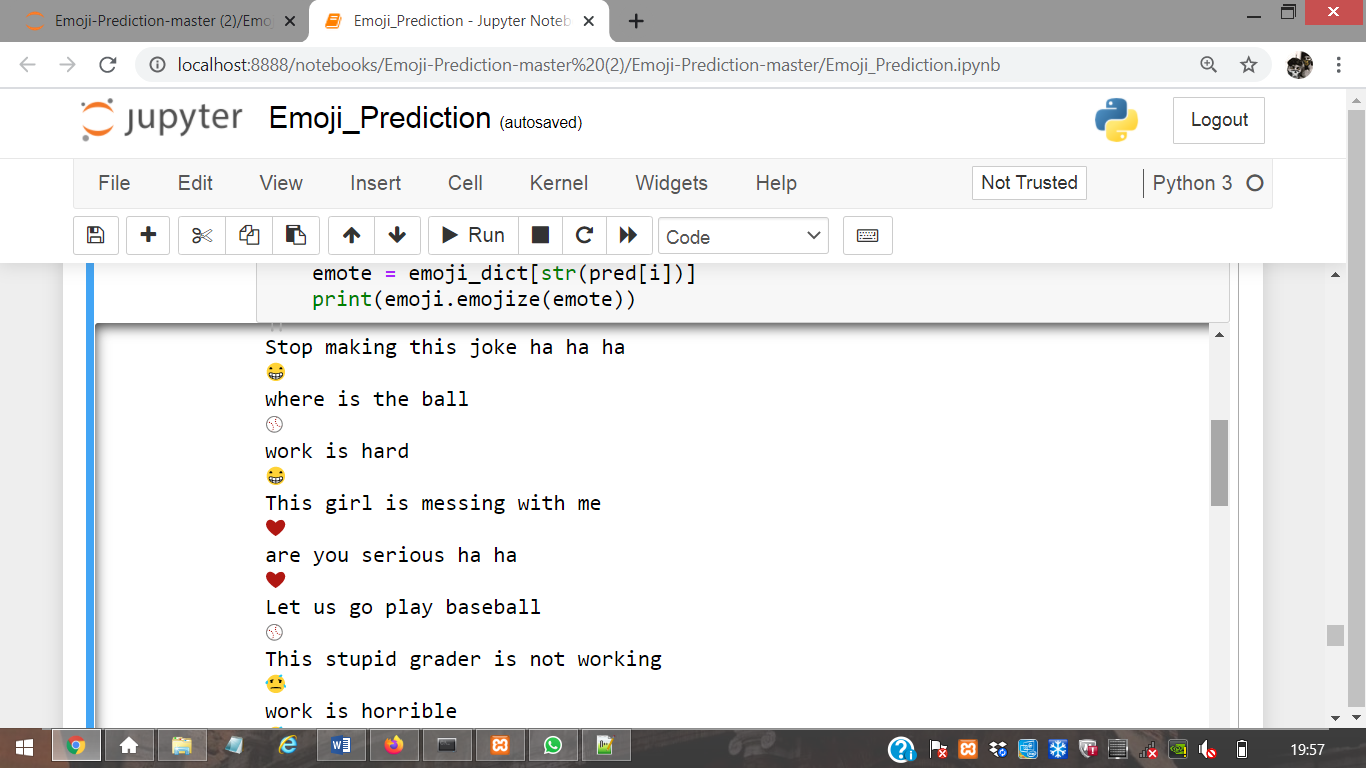 Emoji-Prediction-master (2)/Emoj
Emoji_Prediction - Jupyter Noteb
localhost:8888/notebooks/Emoji-Prediction-master%20(2)/Emoji-Prediction-master/Emoji_Prediction.ipynb
jupyter Emoji_Prediction (autosaved)
Logout
File Edit View Insert Cell Kernel Widgets Help Not Trusted Python 3
Run Code
emote = emoji_dict[str(pred[i])]
print(emoji.emojize(emote))
Stop making this joke ha ha ha
😁
where is the ball
⚾
work is hard
😁
This girl is messing with me
❤
are you serious ha ha
❤
Let us go play baseball
⚾
This stupid grader is not working
😓
work is horrible
19:57